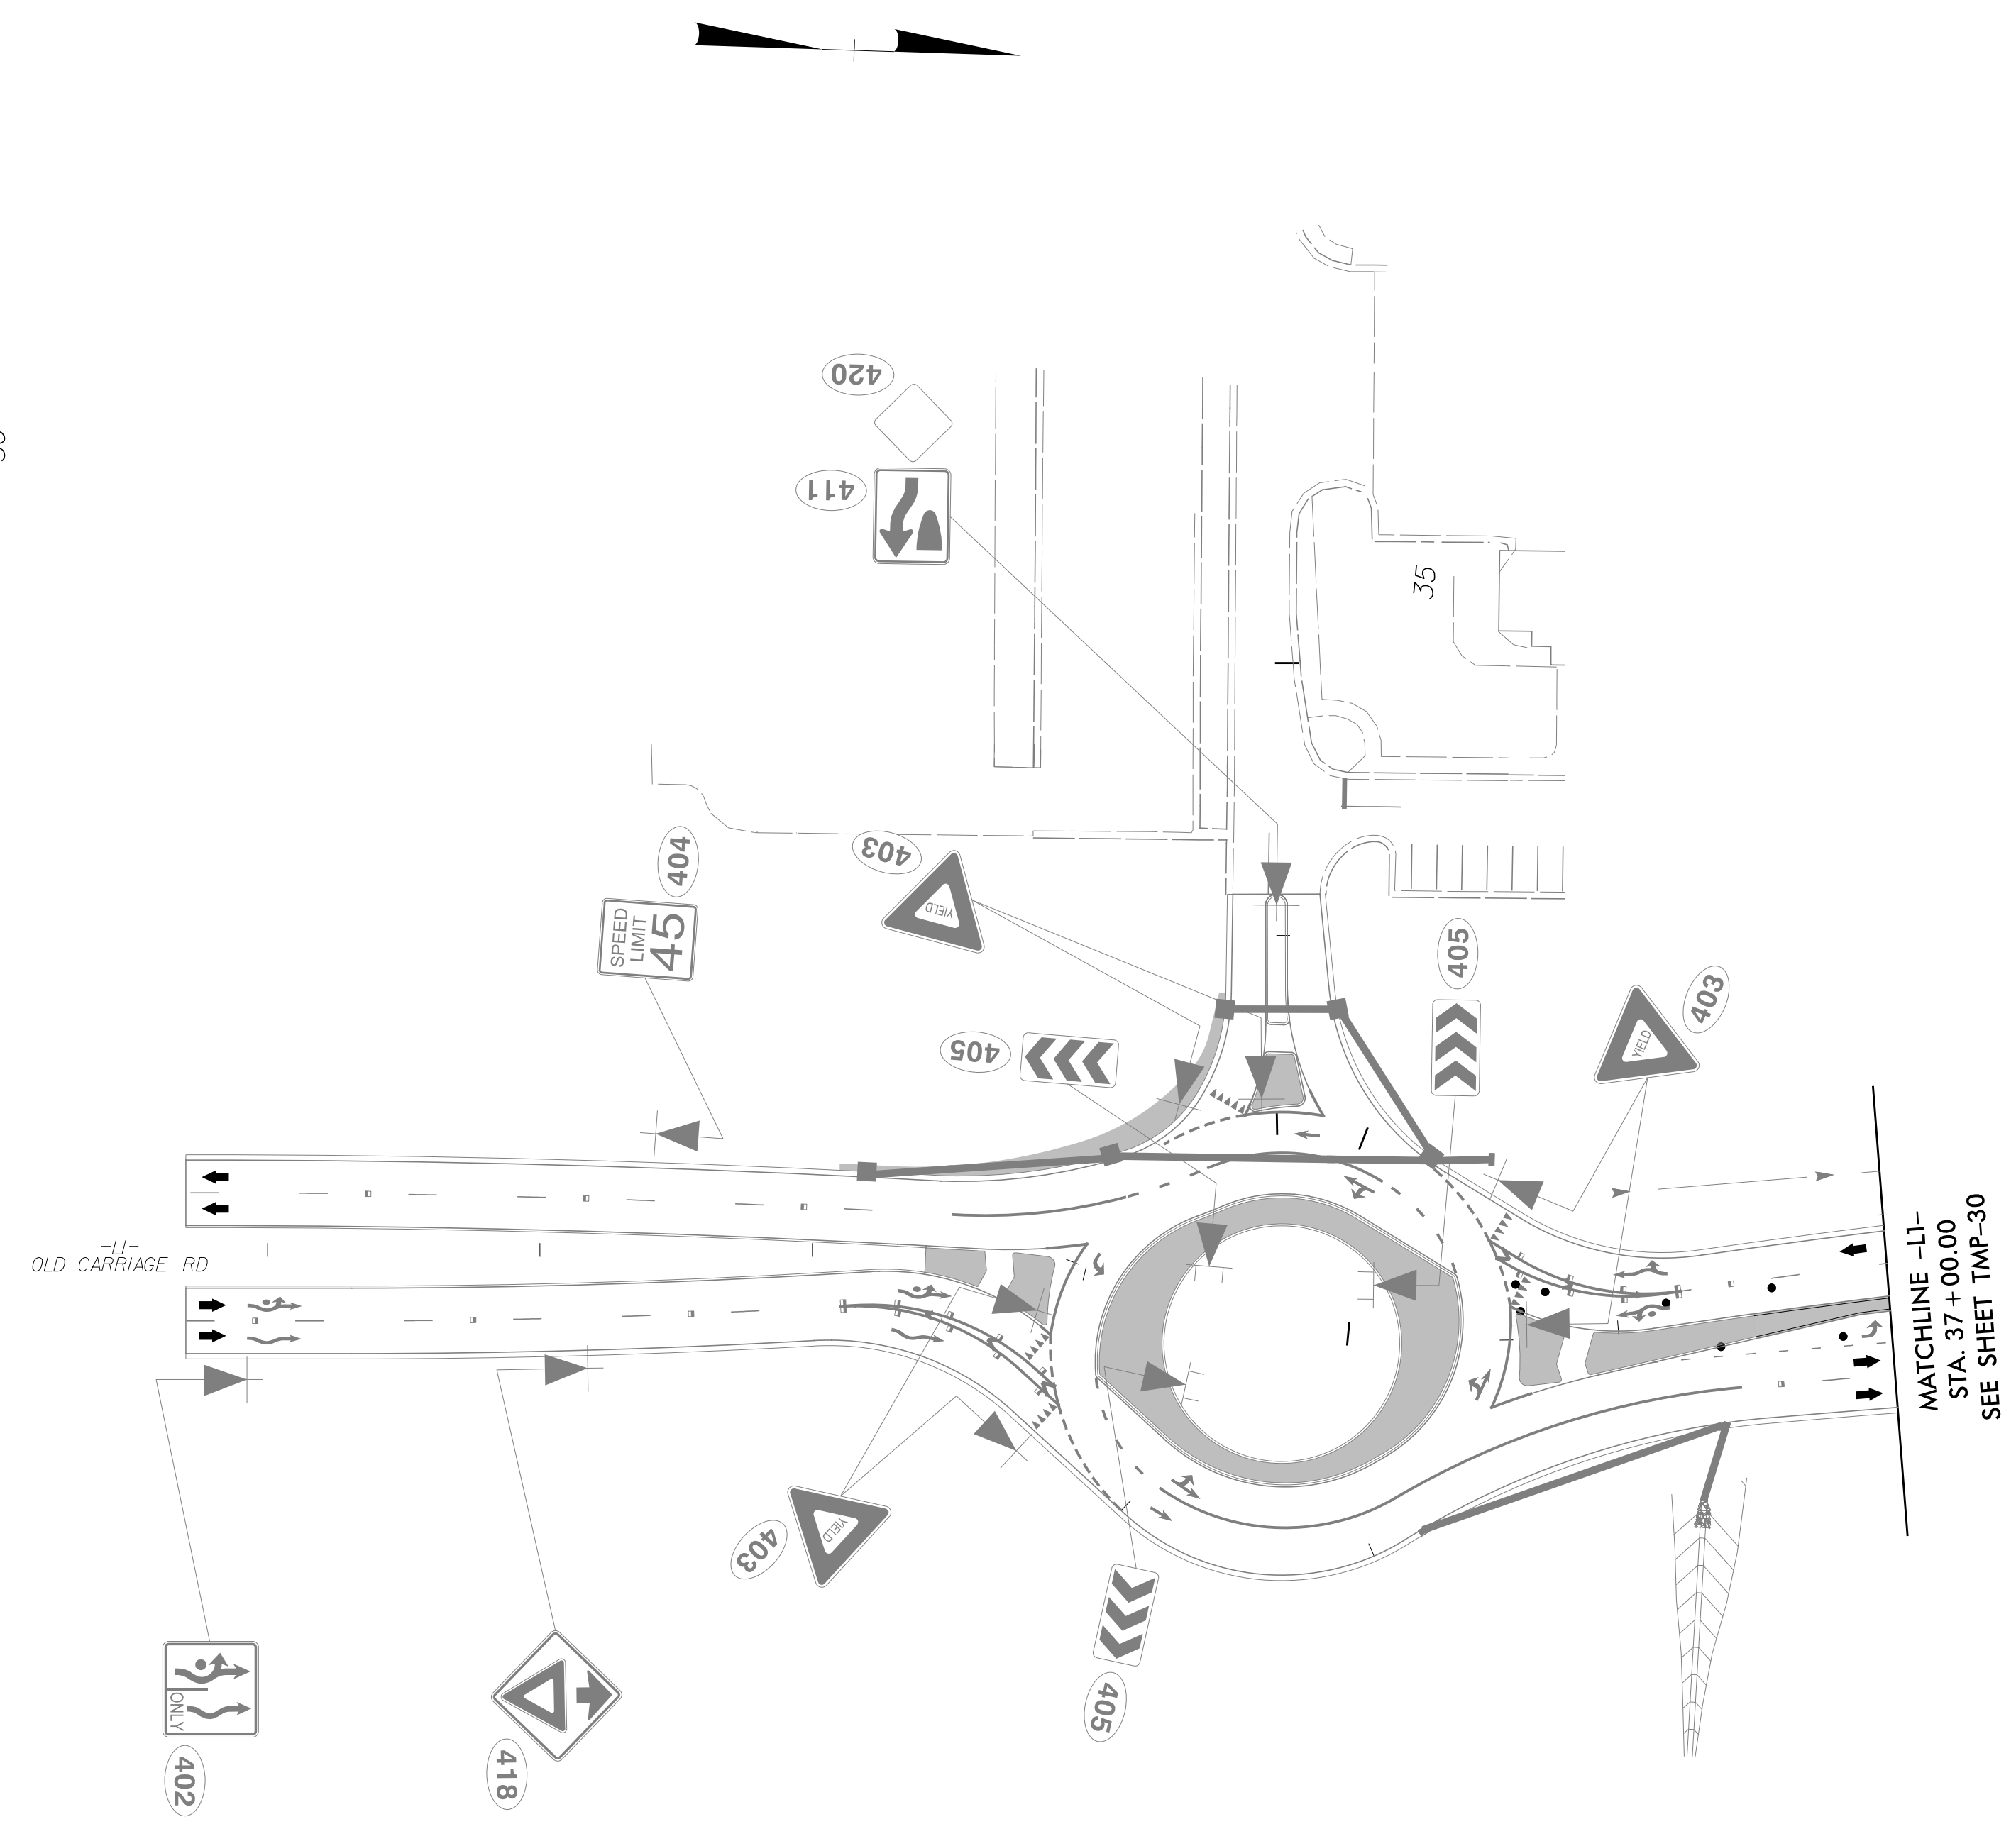 420
411
35
404
SPEED
LIMIT
45
403
YIELD
405
405
403
YIELD
-L1-
OLD CARRIAGE RD
MATCHLINE -L1-
STA. 37+00.00
SEE SHEET TMP-30
403
YIELD
405
ONLY
402
418